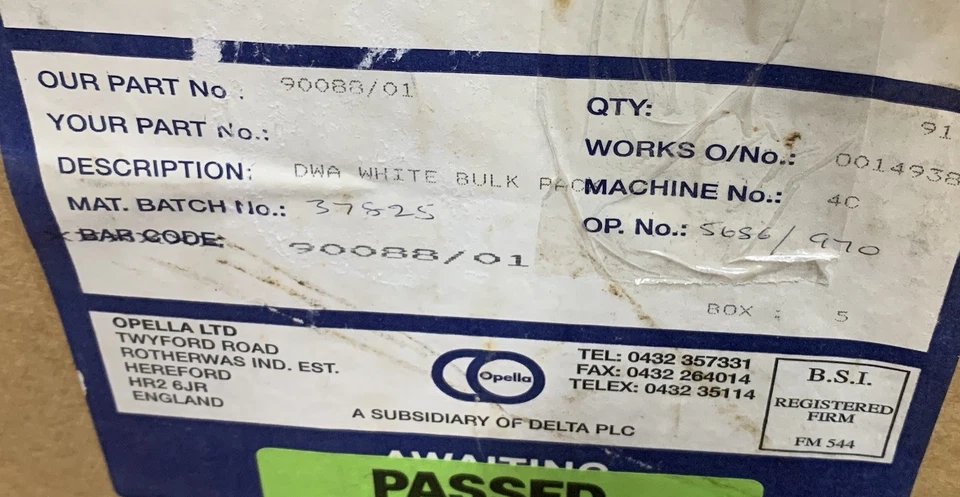 OUR PART No : 90088/01
YOUR PART No.:
DESCRIPTION: DWA WHITE BULK PAC
MAT. BATCH No.: 37825
BAR CODE: 90088/01
QTY: 91
WORKS O/No.: 0014938
MACHINE No.: 4C
OP. No.: 5686/970
BOX : 5
OPELLA LTD
TWYFORD ROAD
ROTHERWAS IND. EST.
HEREFORD
HR2 6JR
ENGLAND
Opella
A SUBSIDIARY OF DELTA PLC
TEL: 0432 357331
FAX: 0432 264014
TELEX: 0432 35114
B.S.I.
REGISTERED
FIRM
FM 544
AWAITING
PASSED